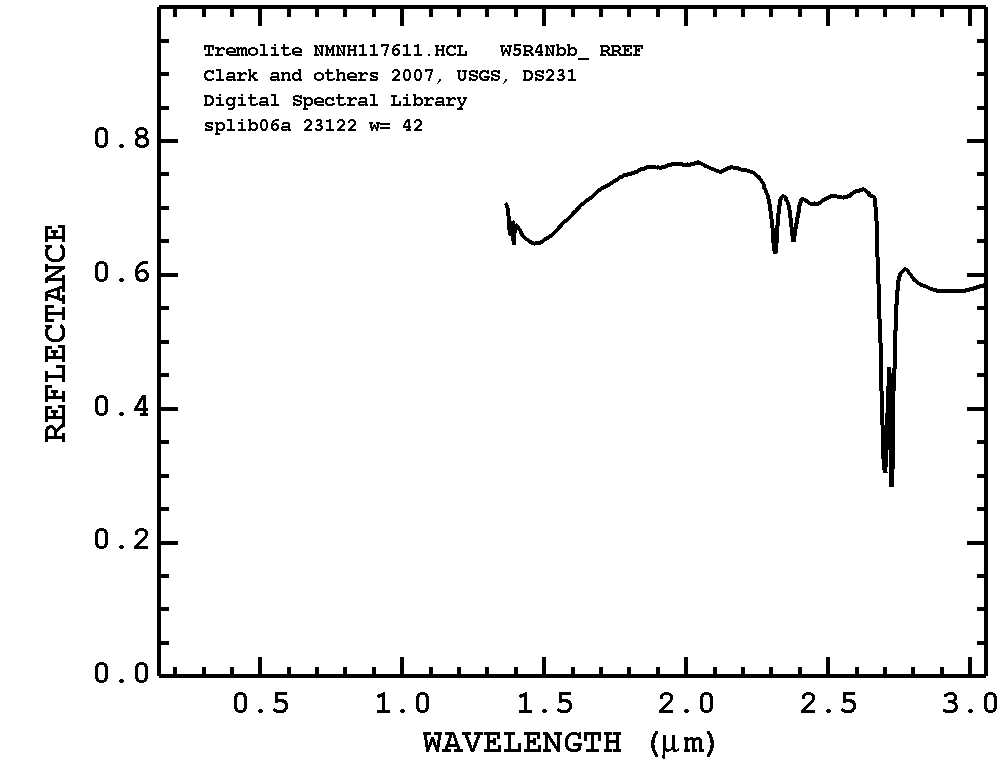 Tremolite NMNH117611.HCL W5R4Nbb_ RREF
Clark and others 2007, USGS, DS231
Digital Spectral Library
splib06a 23122 w= 42
0.8
0.6
0.4
0.2
0.0
REFLECTANCE
0.5 1.0 1.5 2.0 2.5 3.0
WAVELENGTH (μm)